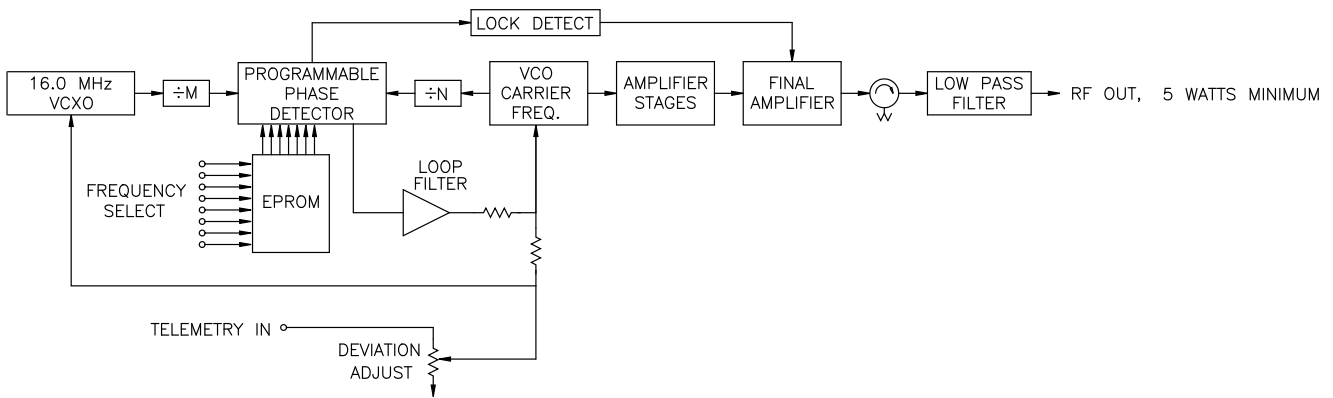 LOCK DETECT
16.0 MHz
VCXO
÷M
PROGRAMMABLE
PHASE
DETECTOR
÷N
VCO
CARRIER
FREQ.
AMPLIFIER
STAGES
FINAL
AMPLIFIER
LOW PASS
FILTER
RF OUT, 5 WATTS MINIMUM
FREQUENCY
SELECT
EPROM
LOOP
FILTER
TELEMETRY IN
DEVIATION
ADJUST